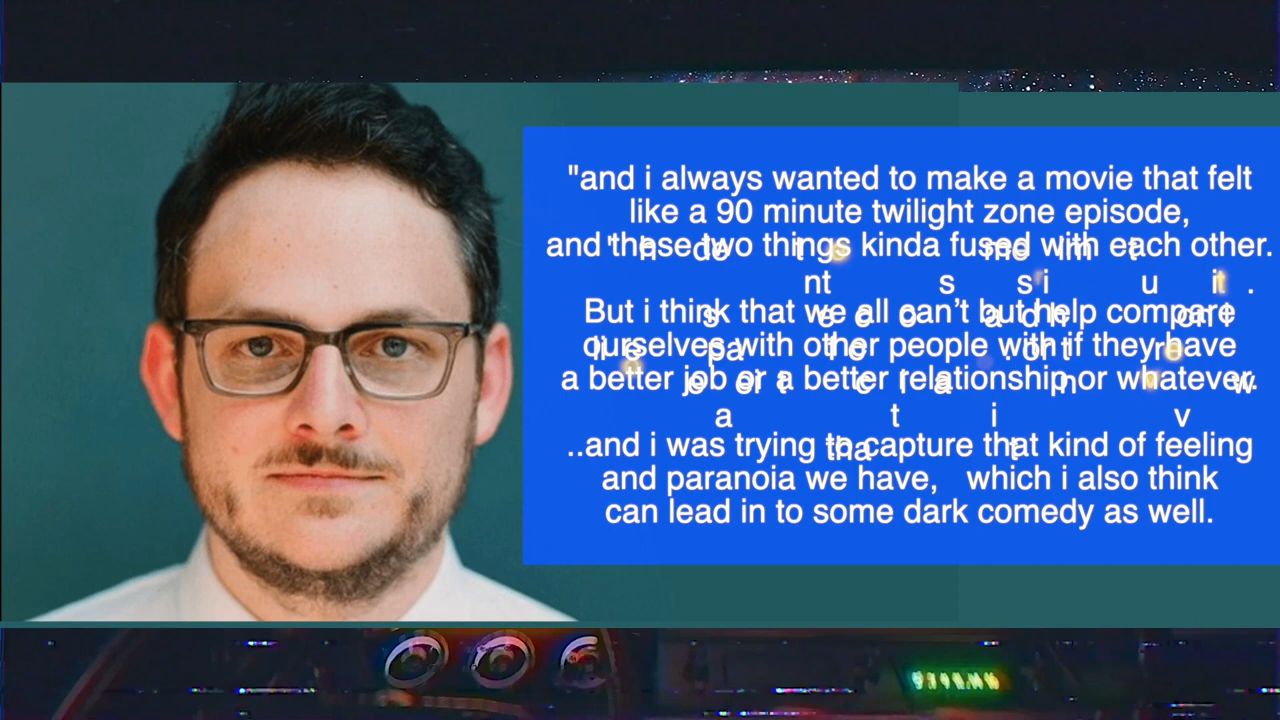 "and i always wanted to make a movie that felt
like a 90 minute twilight zone episode,
and these two things kinda fused with each other.
But i think that we all can't but help compare
ourselves with other people with if they have
a better job or a better relationship or whatever.
..and i was trying to capture that kind of feeling
and paranoia we have, which i also think
can lead in to some dark comedy as well.